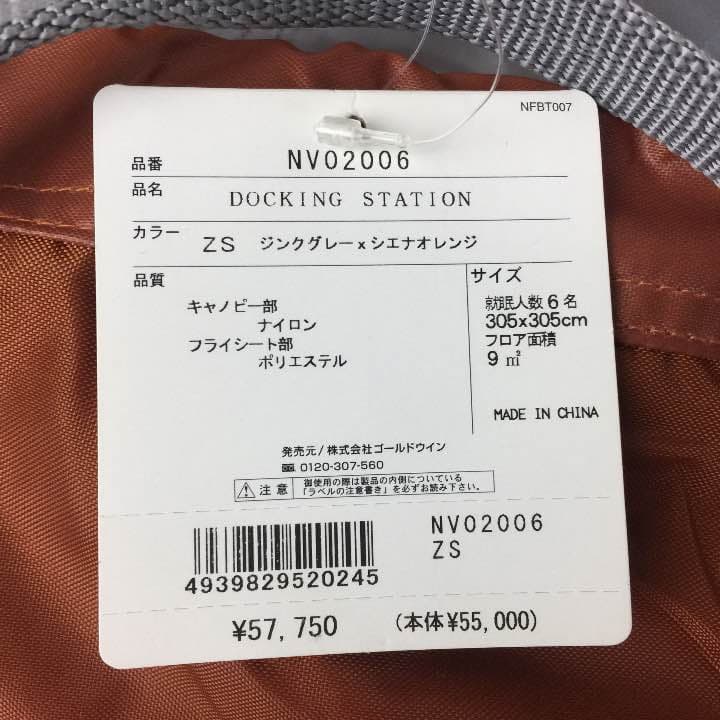 NFBT007
品番 NV02006
品名 DOCKING STATION
カラー ZS ジンクグレーxシエナオレンジ
品質
キャノピー部
ナイロン
フライシート部
ポリエステル
サイズ
就眠人数6名
305x305cm
フロア面積
9㎡
MADE IN CHINA
発売元/株式会社ゴールドウイン
☎ 0120-307-560
⚠注意 御使用の際は製品の内側についている
「ラベルの注意書き」を必ずお読み下さい。
4939829520245
NV02006
ZS
¥57,750 (本体¥55,000)